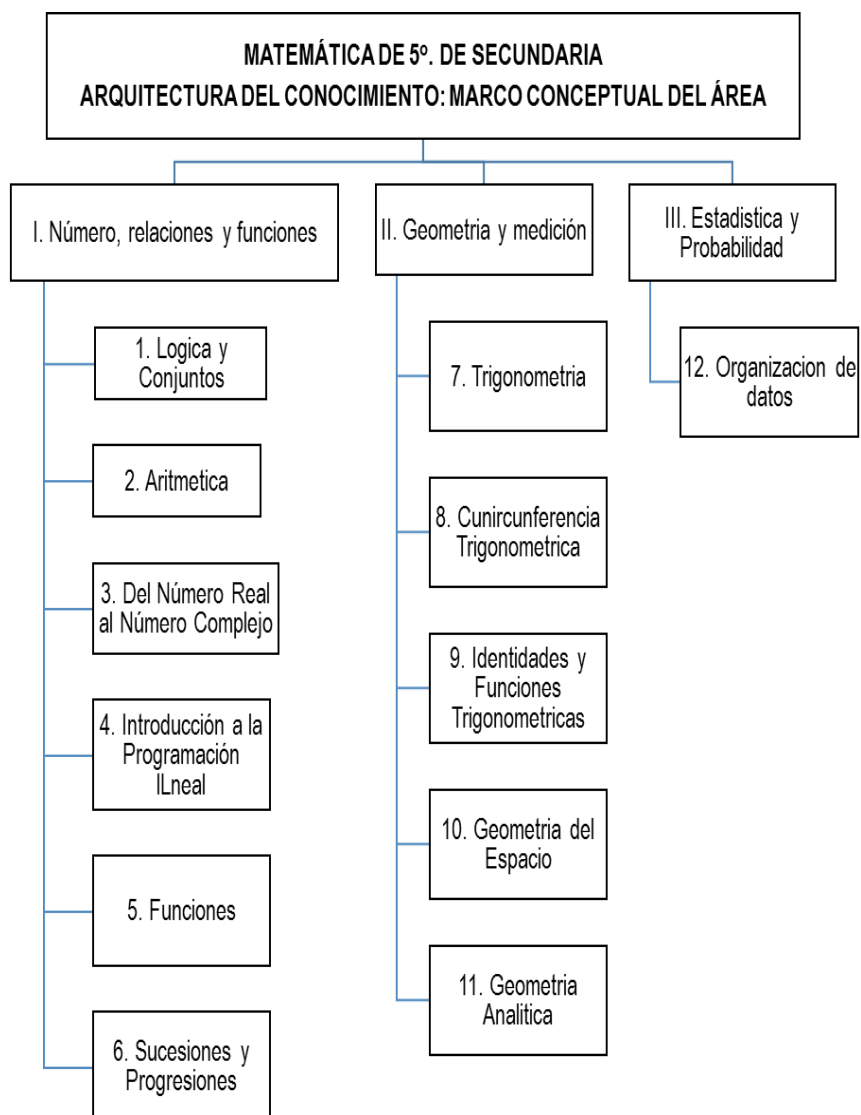 MATEMÁTICA DE 5º. DE SECUNDARIA
ARQUITECTURA DEL CONOCIMIENTO: MARCO CONCEPTUAL DEL ÁREA
I. Número, relaciones y funciones
1. Logica y
Conjuntos
2. Aritmetica
3. Del Número Real
al Número Complejo
4. Introducción a la
Programación
lLneal
5. Funciones
6. Sucesiones y
Progresiones
II. Geometria y medición
7. Trigonometria
8. Cunircunferencia
Trigonometrica
9. Identidades y
Funciones
Trigonometricas
10. Geometria del
Espacio
11. Geometria
Analitica
III. Estadistica y
Probabilidad
12. Organizacion de
datos